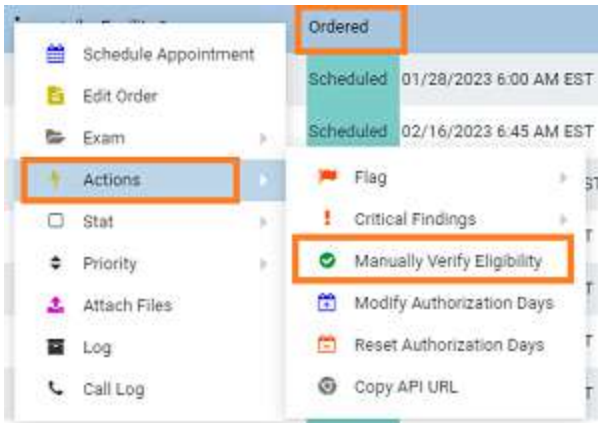 Ordered
Schedule Appointment
Edit Order
Scheduled 01/28/2023 6:00 AM EST
Exam
Scheduled 02/16/2023 6:45 AM EST
Actions
Flag
Stat
Critical Findings
Priority
Manually Verify Eligibility
Attach Files
Modify Authorization Days
Log
Reset Authorization Days
Call Log
Copy API URL